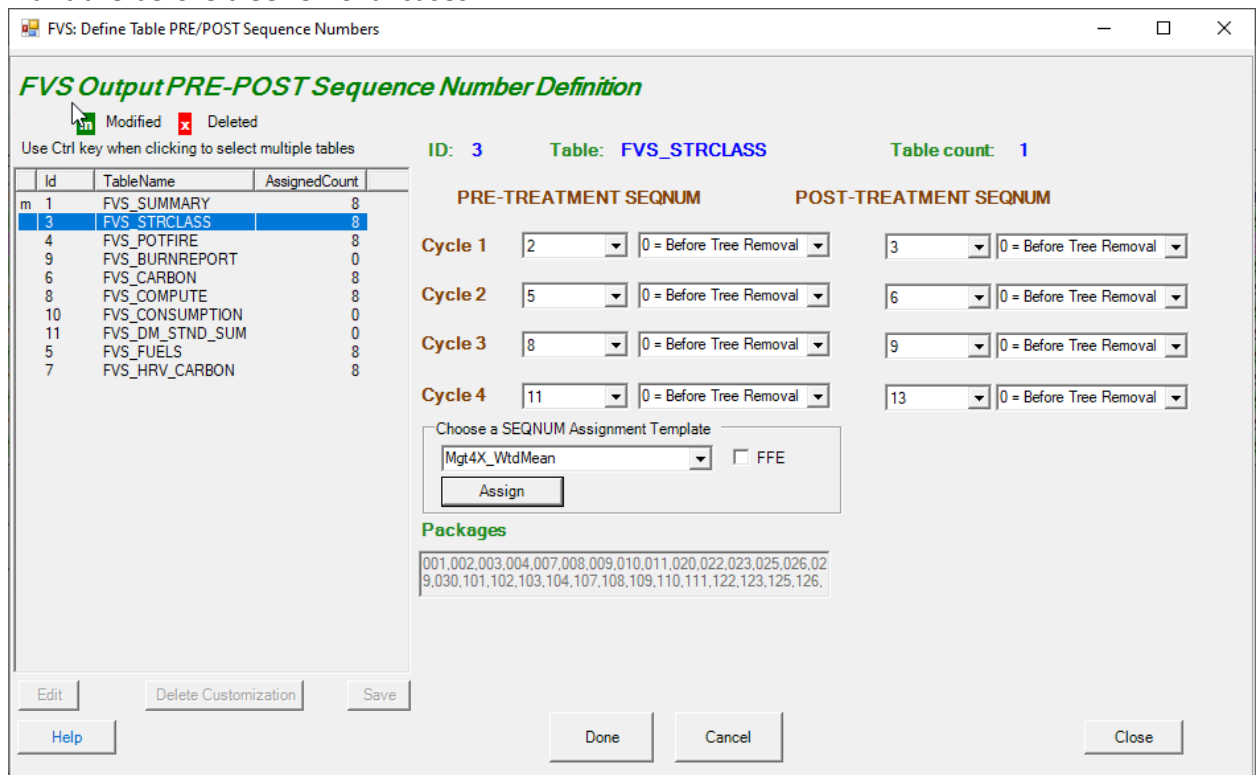 FVS: Define Table PRE/POST Sequence Numbers
FVS Output PRE-POST Sequence Number Definition
m Modified x Deleted
Use Ctrl key when clicking to select multiple tables
ID: 3 Table: FVS_STRCLASS Table count: 1
Id TableName AssignedCount
m 1 FVS_SUMMARY 8
3 FVS_STRCLASS 8
4 FVS_POTFIRE 8
9 FVS_BURNREPORT 0
6 FVS_CARBON 8
8 FVS_COMPUTE 8
10 FVS_CONSUMPTION 0
11 FVS_DM_STND_SUM 0
5 FVS_FUELS 8
7 FVS_HRV_CARBON 8
PRE-TREATMENT SEQNUM POST-TREATMENT SEQNUM
Cycle 1 2 0 = Before Tree Removal 3 0 = Before Tree Removal
Cycle 2 5 0 = Before Tree Removal 6 0 = Before Tree Removal
Cycle 3 8 0 = Before Tree Removal 9 0 = Before Tree Removal
Cycle 4 11 0 = Before Tree Removal 13 0 = Before Tree Removal
Choose a SEQNUM Assignment Template
Mgt4X_WtdMean FFE
Assign
Packages
001,002,003,004,007,008,009,010,011,020,022,023,025,026,02
9,030,101,102,103,104,107,108,109,110,111,122,123,125,126,
Edit Delete Customization Save
Help Done Cancel Close